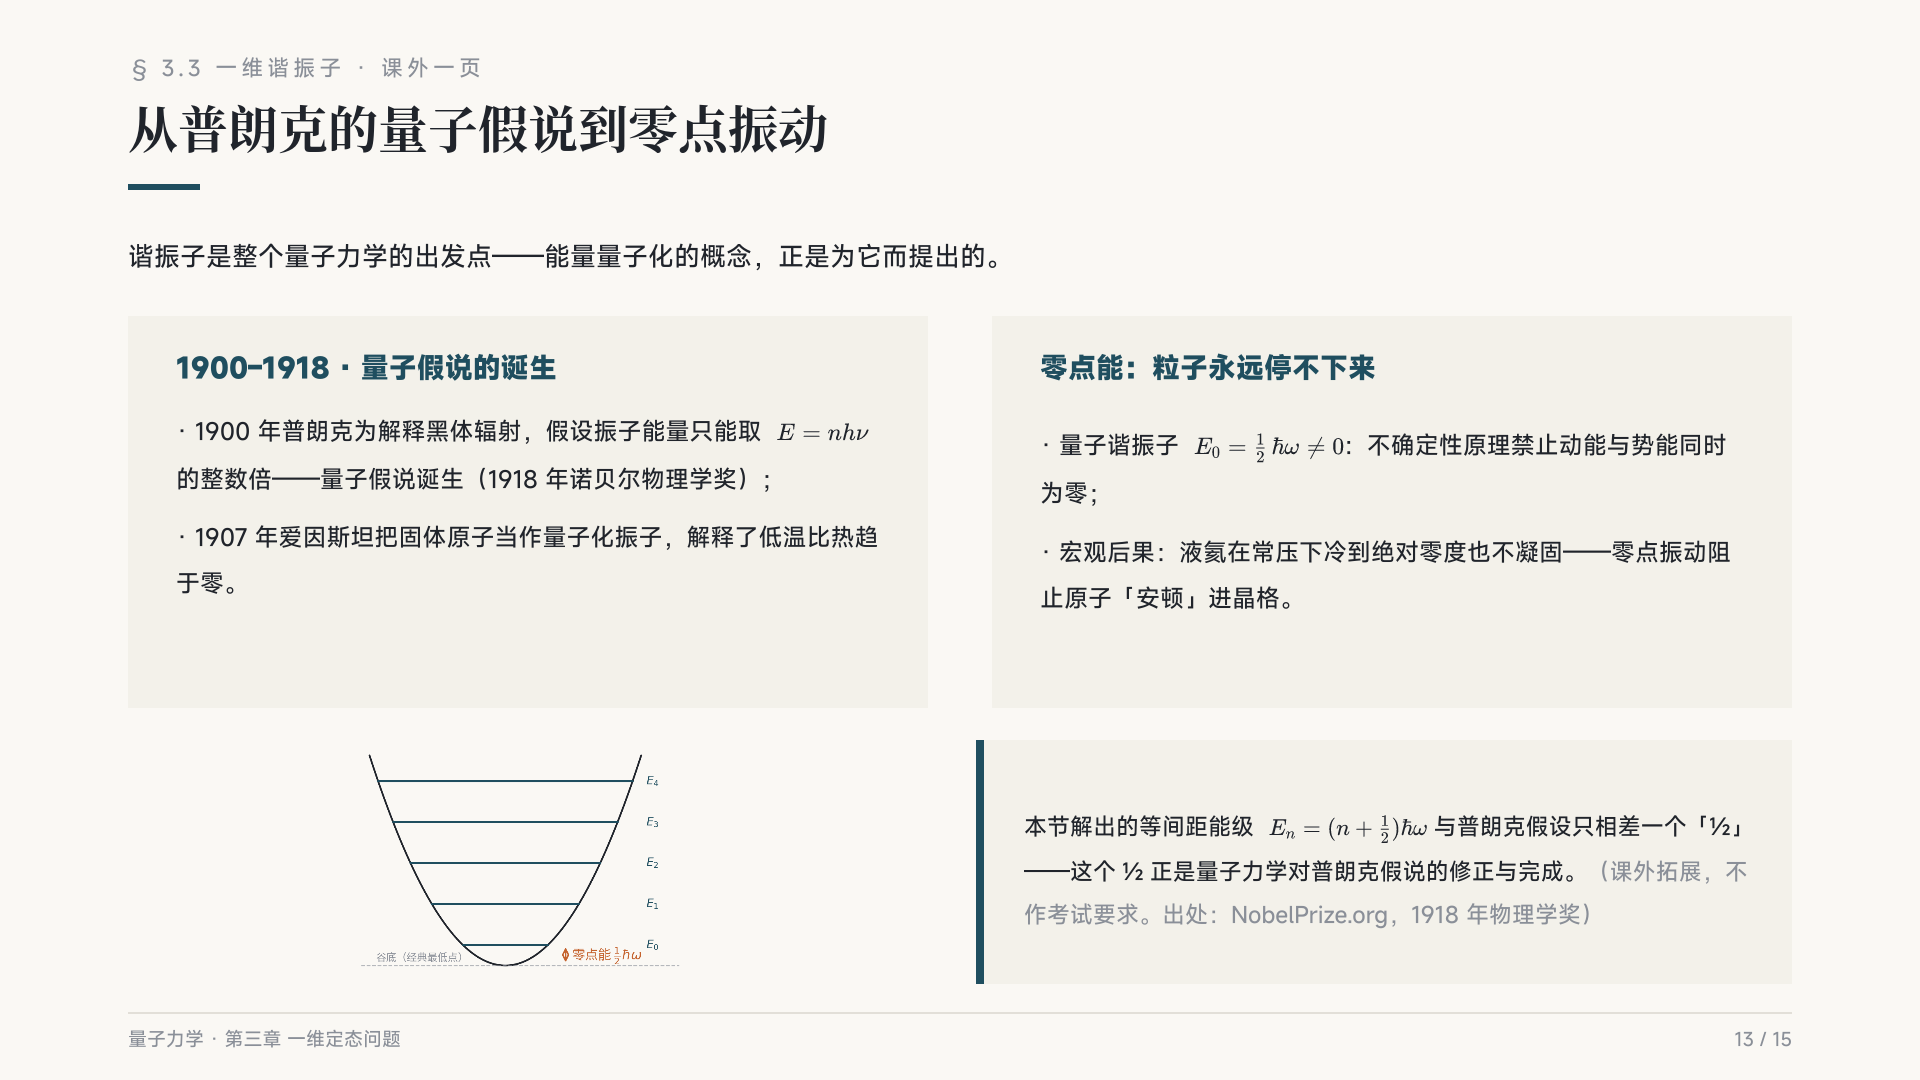 § 3.3 一维谐振子 · 课外一页
从普朗克的量子假说到零点振动
谐振子是整个量子力学的出发点——能量量子化的概念，正是为它而提出的。
1900–1918 · 量子假说的诞生
· 1900 年普朗克为解释黑体辐射，假设振子能量只能取 E = nhν
的整数倍——量子假说诞生（1918 年诺贝尔物理学奖）；
· 1907 年爱因斯坦把固体原子当作量子化振子，解释了低温比热趋
于零。
零点能：粒子永远停不下来
· 量子谐振子 E₀ = ½ ħω ≠ 0：不确定性原理禁止动能与势能同时
为零；
· 宏观后果：液氦在常压下冷到绝对零度也不凝固——零点振动阻
止原子「安顿」进晶格。
E₄
E₃
E₂
E₁
E₀
谷底（经典最低点）
零点能 ½ħω
本节解出的等间距能级 Eₙ = (n + ½)ħω 与普朗克假设只相差一个「½」
——这个 ½ 正是量子力学对普朗克假说的修正与完成。（课外拓展，不
作考试要求。出处：NobelPrize.org，1918 年物理学奖）
量子力学 · 第三章 一维定态问题
13 / 15